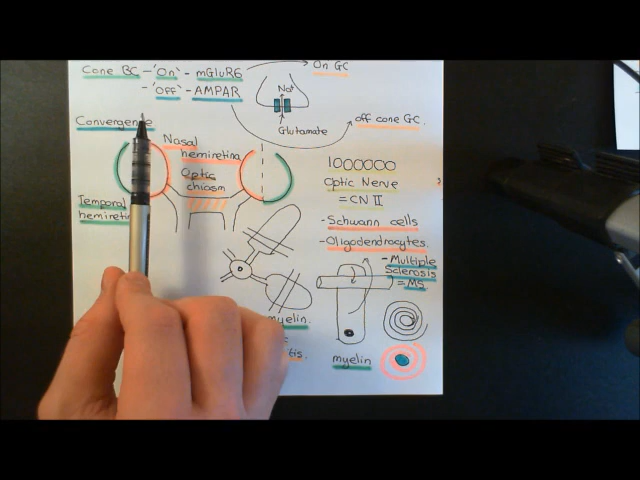 Cone BC - 'On' - mGluR6
On GC
- 'Off' - AMPAR
Na+
Glutamate
off cone GC.
Convergence
Nasal
hemiretina
Optic
chiasm
Temporal
1000000
Optic Nerve
= CN II
- Schwann cells
- Oligodendrocytes.
- Multiple
Sclerosis
= MS
myelin.
=
myelin